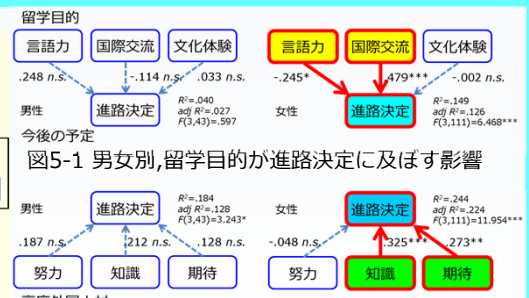 留学目的
言語力 国際交流 文化体験 言語力 国際交流 文化体験
.248 n.s. -.114 n.s. .033 n.s. -.245* .479*** -.002 n.s.
男性 進路決定 R²=.040 adj R²=.027 F(3,43)=.597
女性 進路決定 R²=.149 adj R²=.126 F(3,111)=6.468***
今後の予定
図5-1 男女別,留学目的が進路決定に及ぼす影響
男性 進路決定 R²=.184 adj R²=.128 F(3,43)=3.243*
女性 進路決定 R²=.244 adj R²=.224 F(3,111)=11.954***
.187 n.s. .212 n.s. .128 n.s. -.048 n.s. .325*** .273**
努力 知識 期待 努力 知識 期待